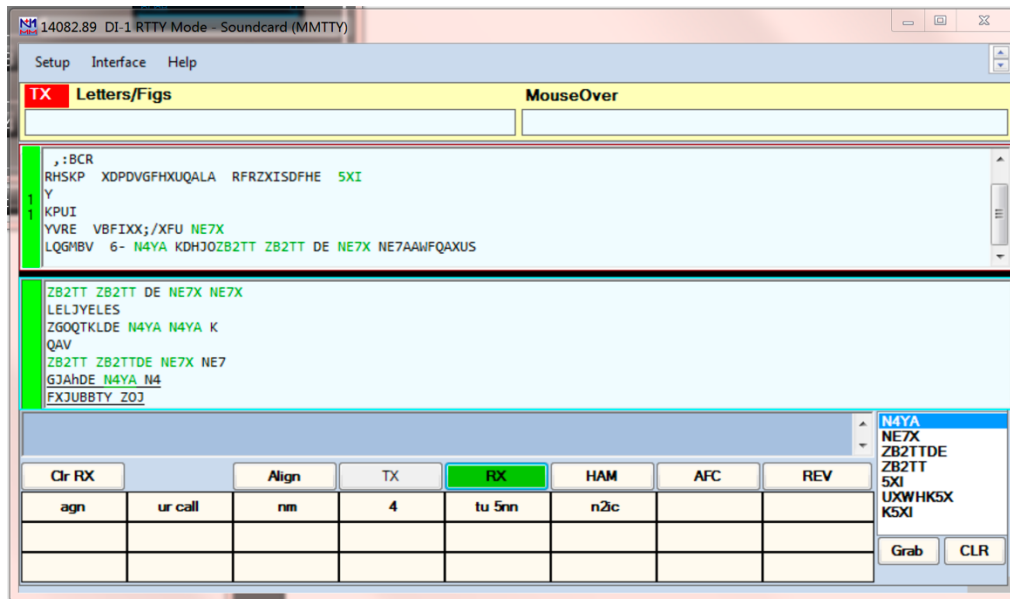 14082.89 DI-1 RTTY Mode - Soundcard (MMTTY)
Setup Interface Help
TX Letters/Figs MouseOver
,:BCR
RHSKP XDPDVGFHXUQALA RFRZXISDFHE 5XI
Y
KPUI
YVRE VBFIXX;/XFU NE7X
LQGMBV 6- N4YA KDHJOZB2TT ZB2TT DE NE7X NE7AAWFQAXUS
1
1
ZB2TT ZB2TT DE NE7X NE7X
LELJYELES
ZGOQTKLDE N4YA N4YA K
QAV
ZB2TT ZB2TTDE NE7X NE7
GJAhDE N4YA N4
FXJUBBTY ZOJ
N4YA
NE7X
ZB2TTDE
ZB2TT
5XI
UXWHK5X
K5XI
Clr RX Align TX RX HAM AFC REV
agn ur call nm 4 tu 5nn n2ic
Grab CLR